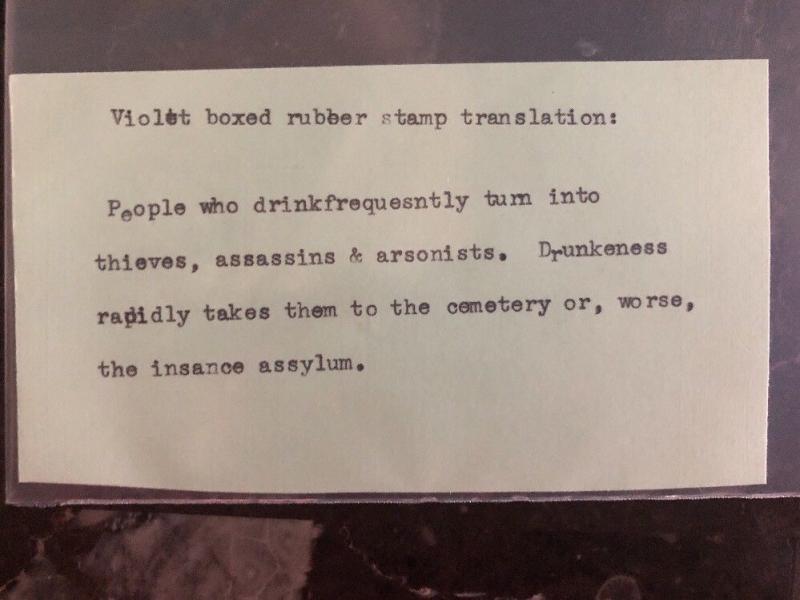 Violet boxed rubber stamp translation:
People who drinkfrequesntly turn into
thieves, assassins & arsonists. Drunkeness
rapidly takes them to the cemetery or, worse,
the insance assylum.